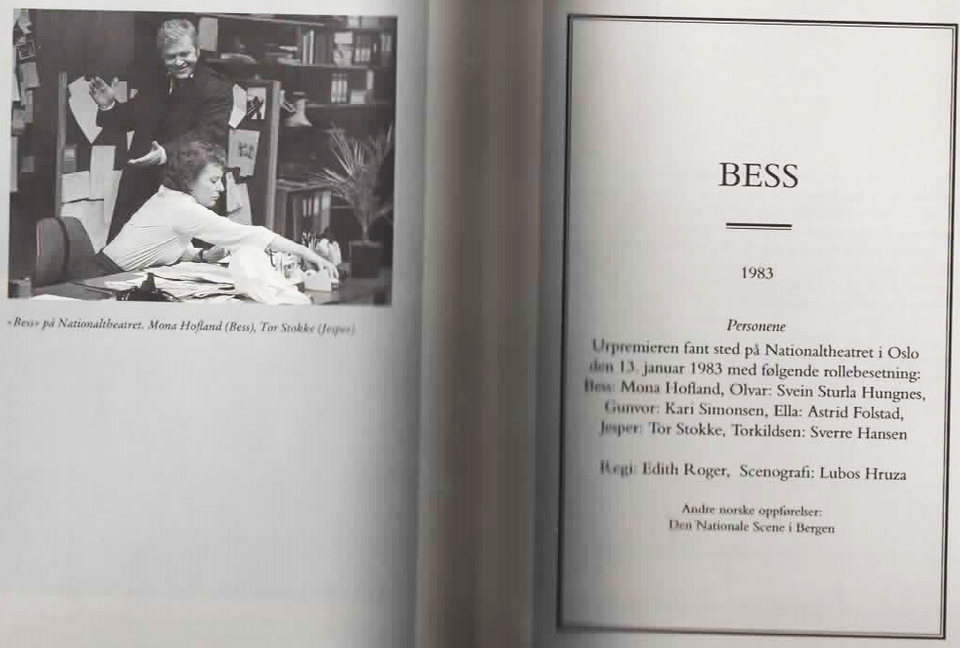 «Bess» på Nationaltheatret. Mona Hofland (Bess), Tor Stokke (Jesper).
BESS
1983
Personene
Urpremieren fant sted på Nationaltheatret i Oslo
den 13. januar 1983 med følgende rollebesetning:
Bess: Mona Hofland, Olvar: Svein Sturla Hungnes,
Gunvor: Kari Simonsen, Ella: Astrid Folstad,
Jesper: Tor Stokke, Torkildsen: Sverre Hansen
Regi: Edith Roger, Scenografi: Lubos Hruza
Andre norske oppførelser:
Den Nationale Scene i Bergen